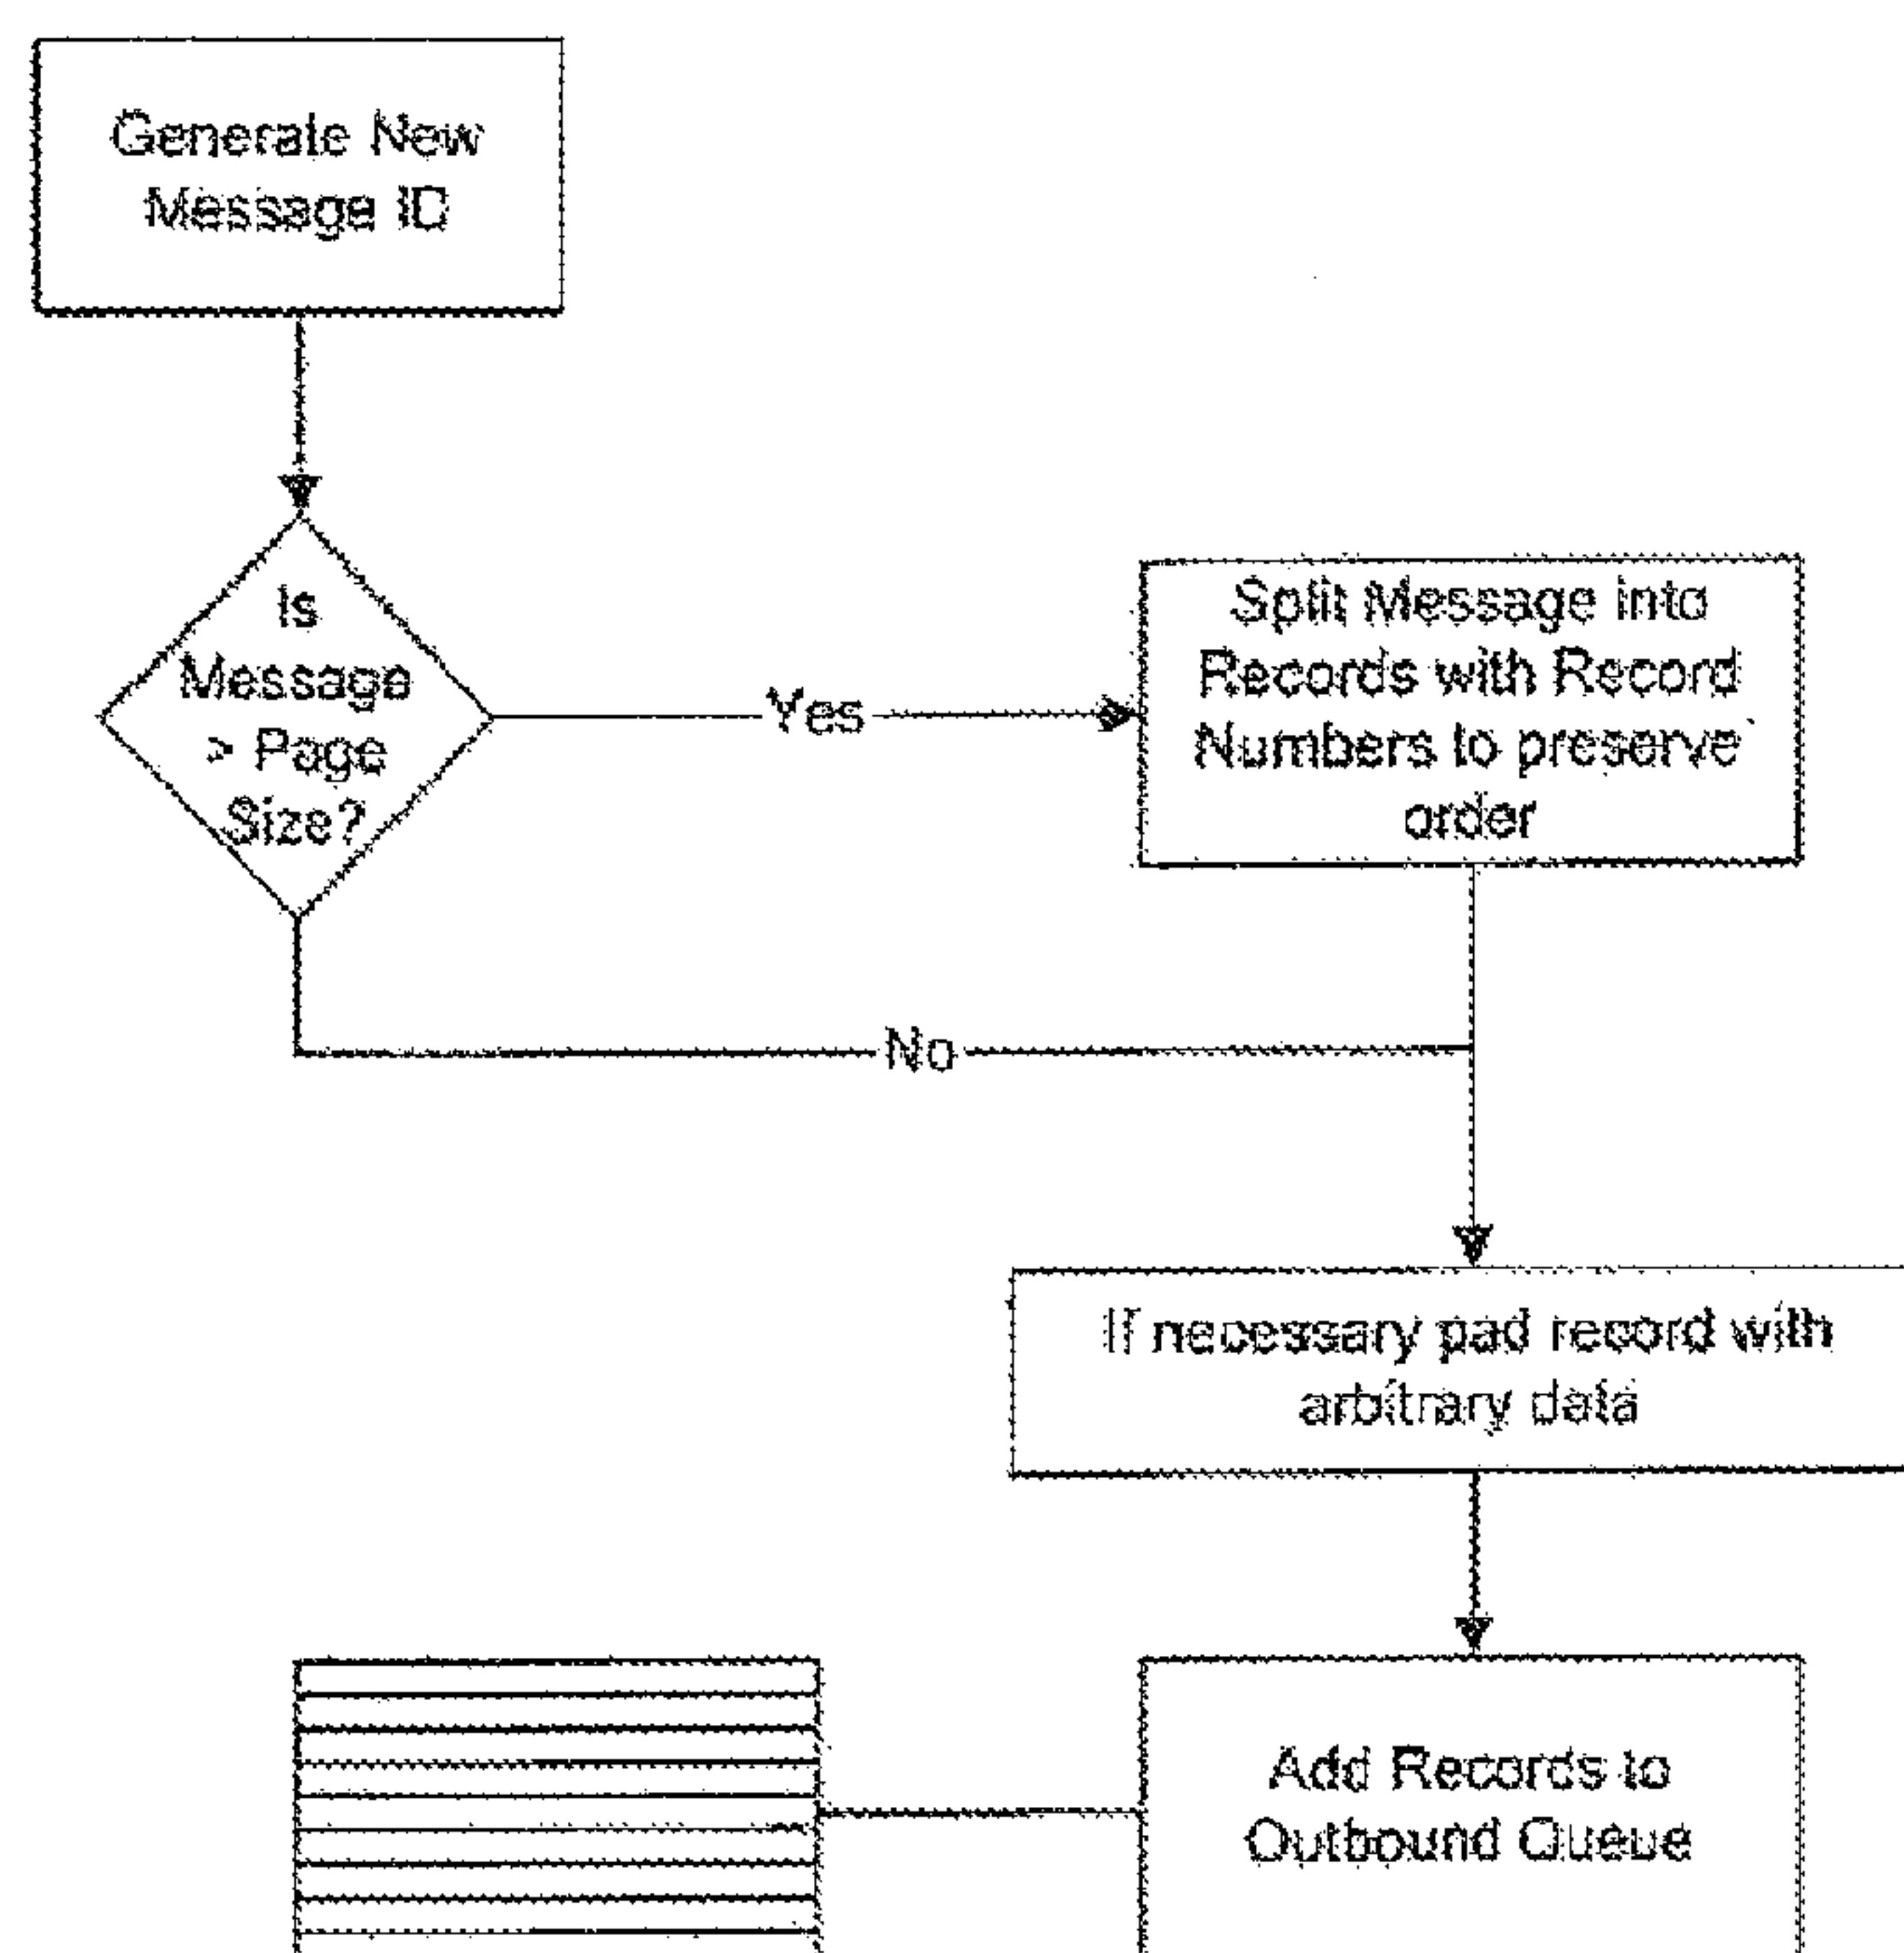 Generate New
Message ID
Is
Message
> Page
Size?
Yes
Split Message into
Records with Record
Numbers to preserve
order
No
If necessary pad record with
arbitrary data
Add Records to
Outbound Queue